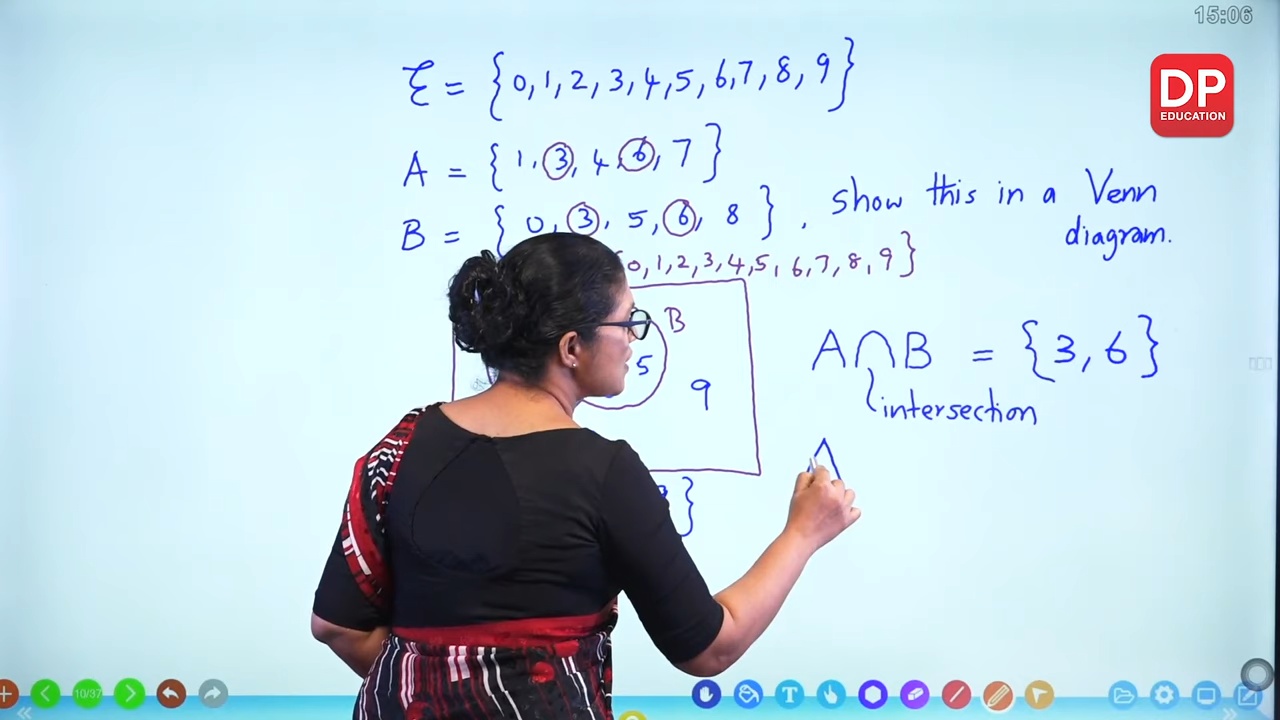 15:06
DP
EDUCATION
ℰ = {0, 1, 2, 3, 4, 5, 6, 7, 8, 9}
A = {1, 3, 4, 6, 7}
B = {0, 3, 5, 6, 8}. Show this in a Venn
diagram.
0, 1, 2, 3, 4, 5, 6, 7, 8, 9}
B
5
9
A∩B = {3, 6}
intersection
}
A
10/37
T